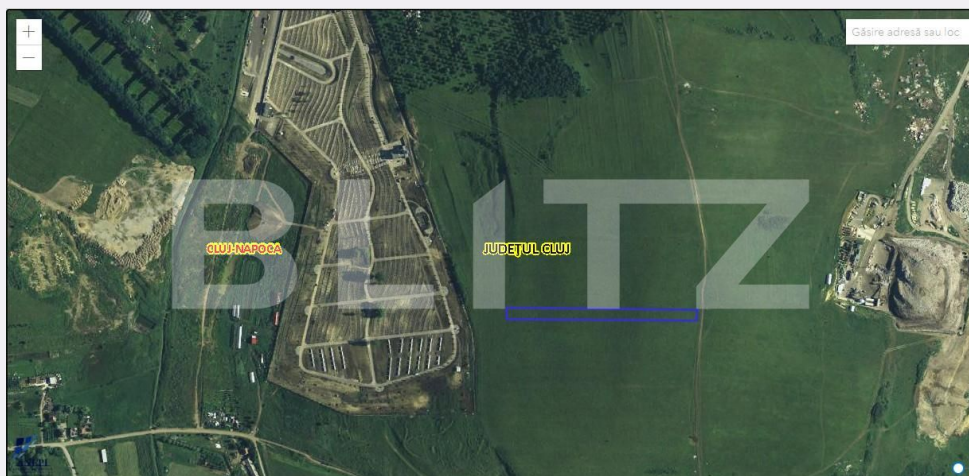 +
Găsire adresă sau loc
−
BLITZ
CLUJ-NAPOCA
JUDEȚUL CLUJ